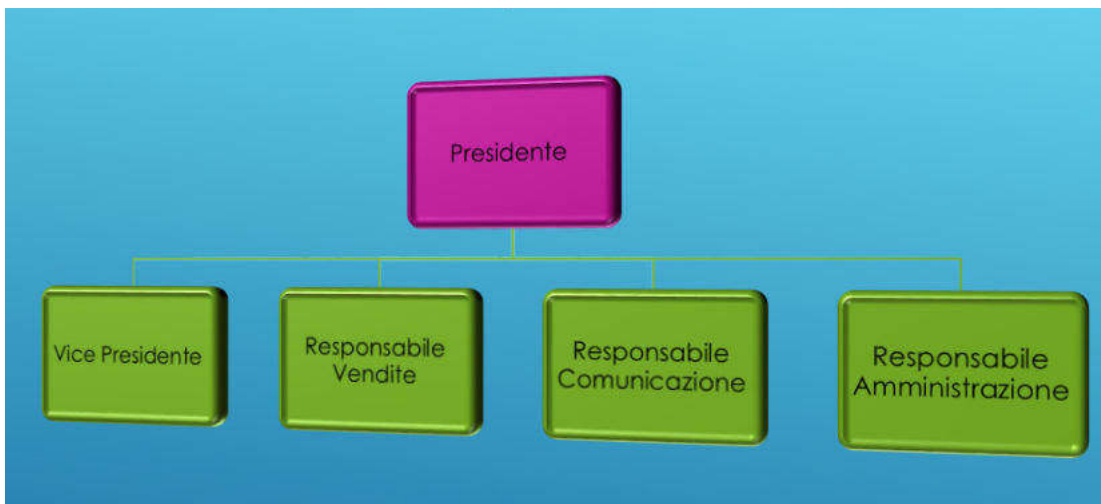 Presidente
Vice Presidente
Responsabile
Vendite
Responsabile
Comunicazione
Responsabile
Amministrazione